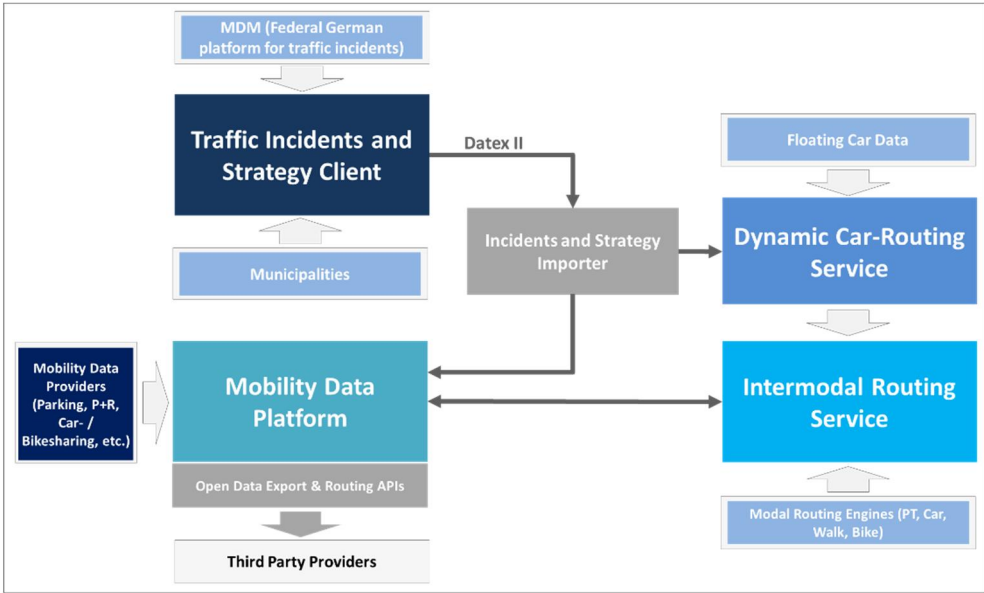 MDM (Federal German
platform for traffic incidents)
Traffic Incidents and
Strategy Client
Datex II
Floating Car Data
Municipalities
Incidents and Strategy
Importer
Dynamic Car-Routing
Service
Mobility Data
Providers
(Parking, P+R,
Car- /
Bikesharing, etc.)
Mobility Data
Platform
Intermodal Routing
Service
Open Data Export & Routing APIs
Modal Routing Engines (PT, Car,
Walk, Bike)
Third Party Providers